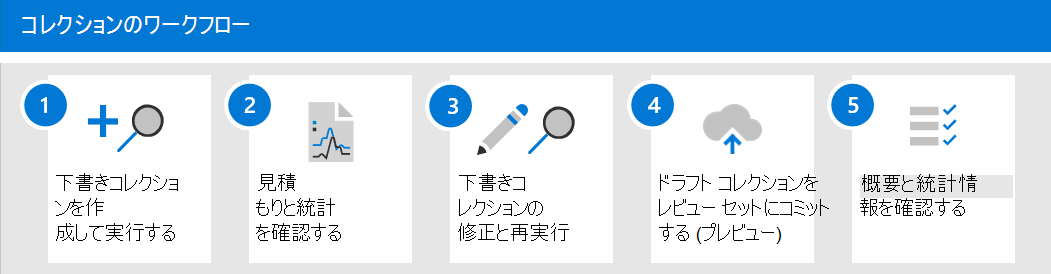 コレクションのワークフロー
1
下書きコレクショ
ンを作
成して実行する
2
見積
もりと統計
を確認する
3
下書きコ
レクションの
修正と再実行
4
ドラフト コレクションを
レビュー セットにコミット
する (プレビュー)
5
概要と統計情
報を確認する